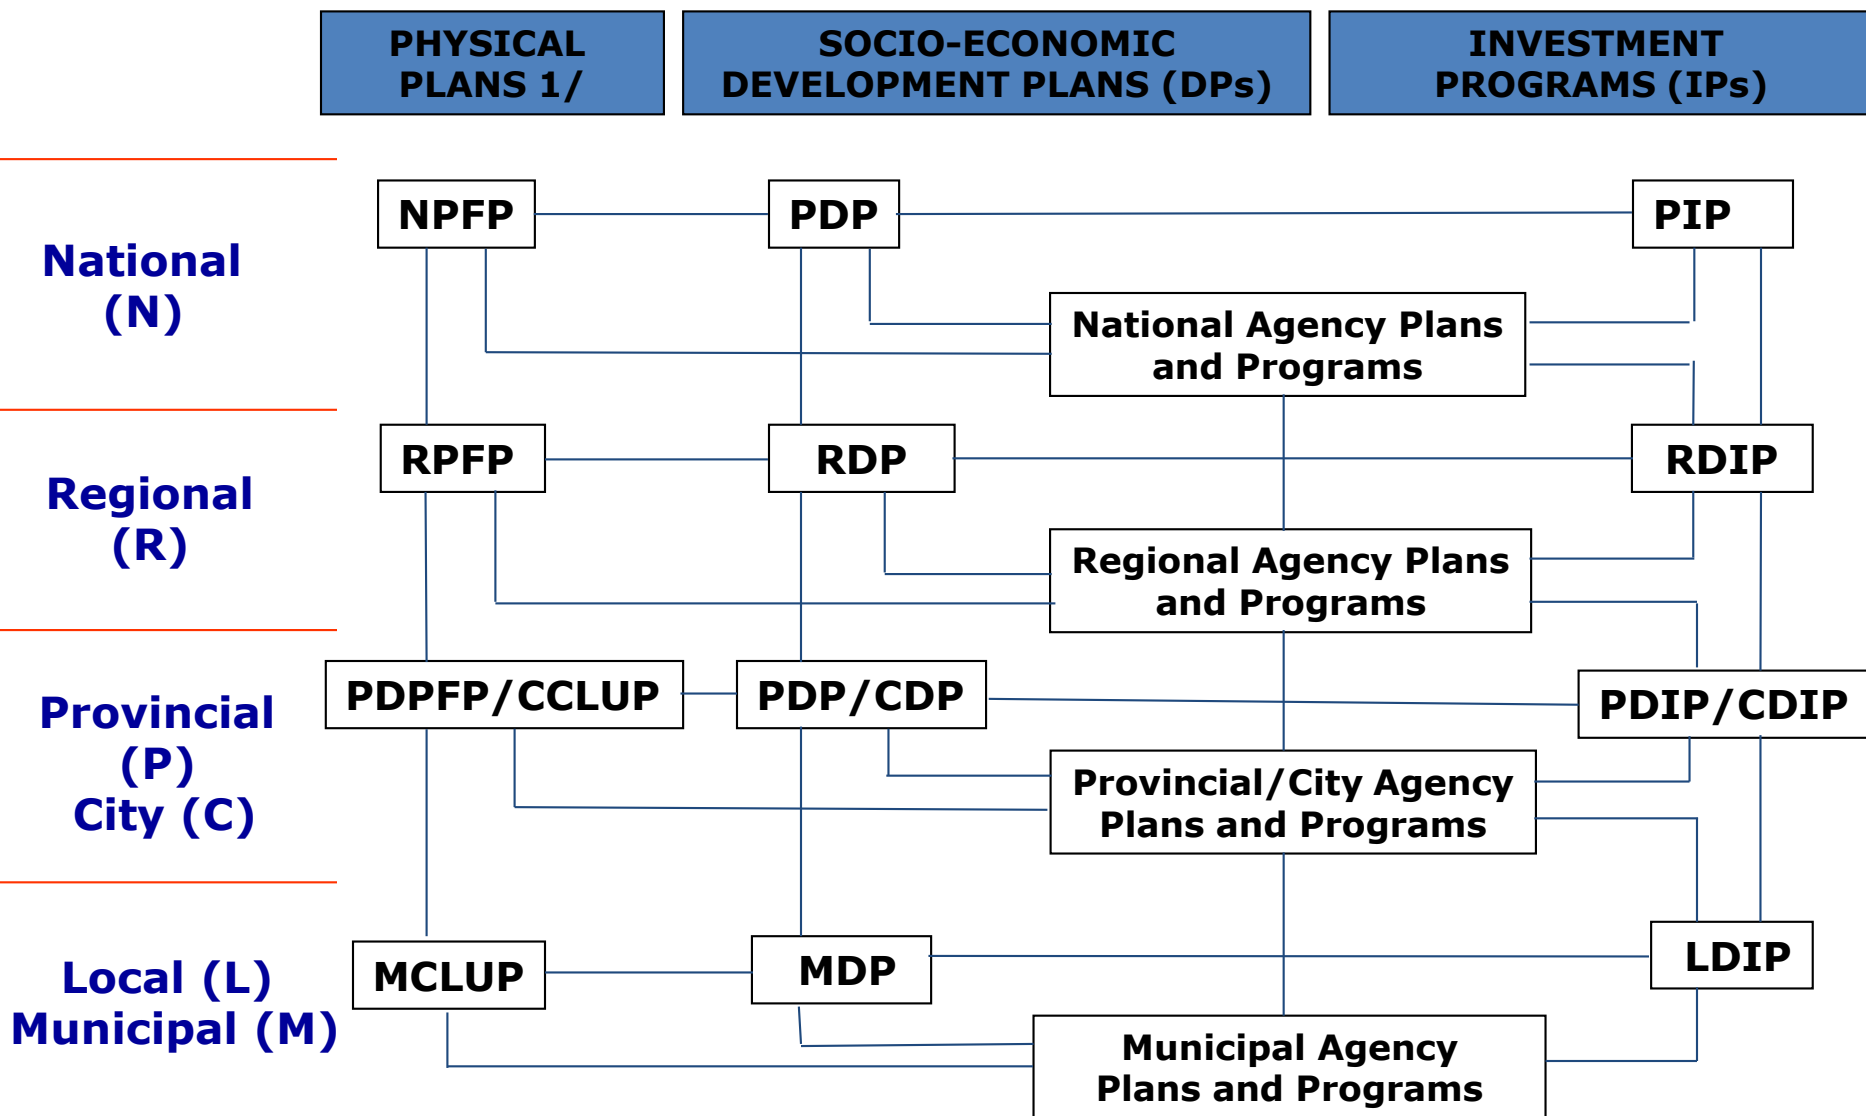 PHYSICAL
PLANS 1/
SOCIO-ECONOMIC
DEVELOPMENT PLANS (DPs)
INVESTMENT
PROGRAMS (IPs)
National
(N)
NPFP
PDP
PIP
National Agency Plans
and Programs
Regional
(R)
RPFP
RDP
RDIP
Regional Agency Plans
and Programs
Provincial
(P)
City (C)
PDPFP/CCLUP
PDP/CDP
PDIP/CDIP
Provincial/City Agency
Plans and Programs
Local (L)
Municipal (M)
MCLUP
MDP
LDIP
Municipal Agency
Plans and Programs